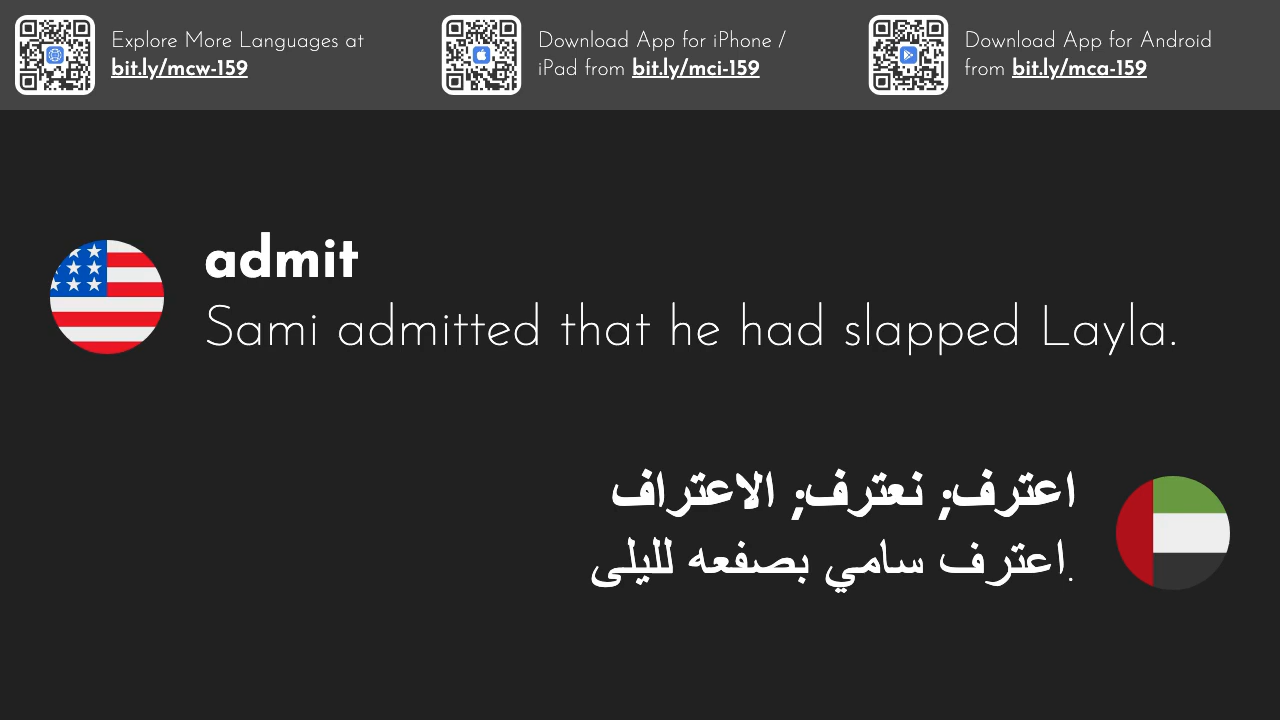 Explore More Languages at
bit.ly/mcw-159
Download App for iPhone /
iPad from bit.ly/mci-159
Download App for Android
from bit.ly/mca-159
admit
Sami admitted that he had slapped Layla.
اعترف; نعترف; الاعتراف
اعترف سامي بصفعه لليلى.